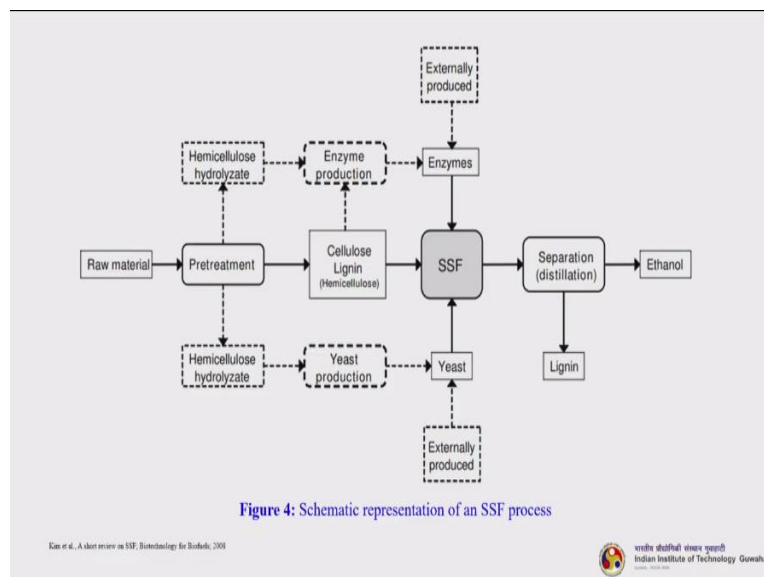 Externally
produced
Hemicellulose
hydrolyzate
Enzyme
production
Enzymes
Raw material
Pretreatment
Cellulose
Lignin
(Hemicellulose)
SSF
Separation
(distillation)
Ethanol
Hemicellulose
hydrolyzate
Yeast
production
Yeast
Lignin
Externally
produced
Figure 4: Schematic representation of an SSF process
Kim et al., A short review on SSF; Biotechnology for Biofuels; 2008
भारतीय प्रौद्योगिकी संस्थान गुवाहाटी
Indian Institute of Technology Guwah